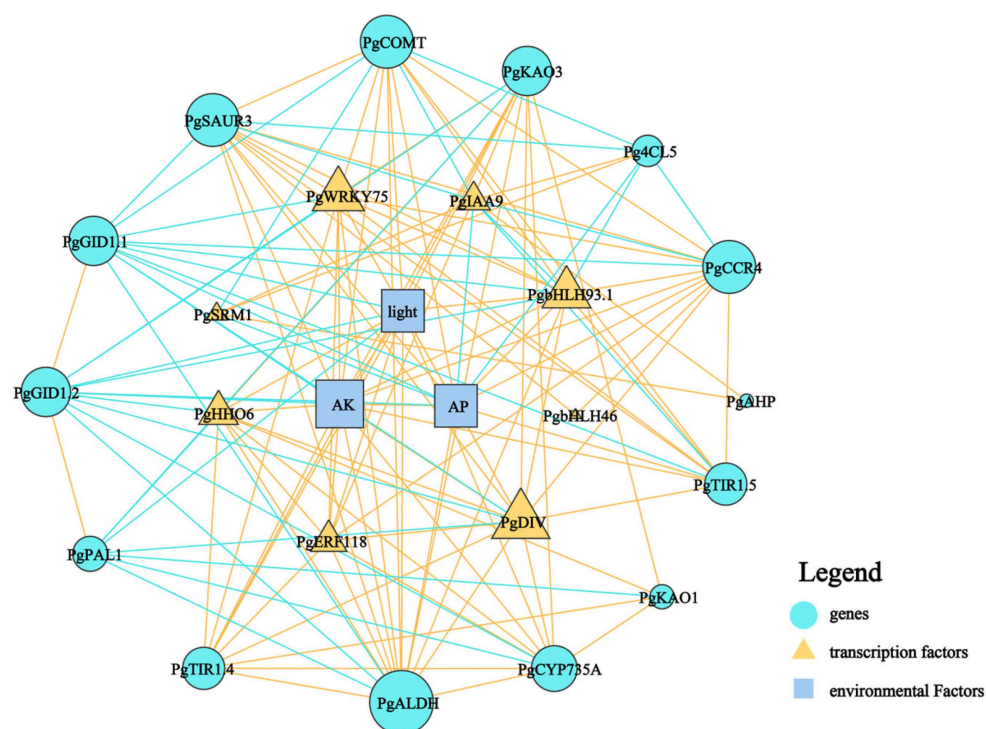 PgCOMT
PgKAO3
PgSAUR3
Pg4CL5
PgWRKY75
PgIAA9
PgGID1.1
PgCCR4
PgbHLH93.1
PgSRM1
light
PgGID1.2
PgAHP
PgHHO6
AK
AP
PgbHLH46
PgTIR1.5
PgDIV
PgERF118
PgPAL1
PgKAO1
PgTIR1.4
PgCYP735A
PgALDH
Legend
genes
transcription factors
environmental Factors